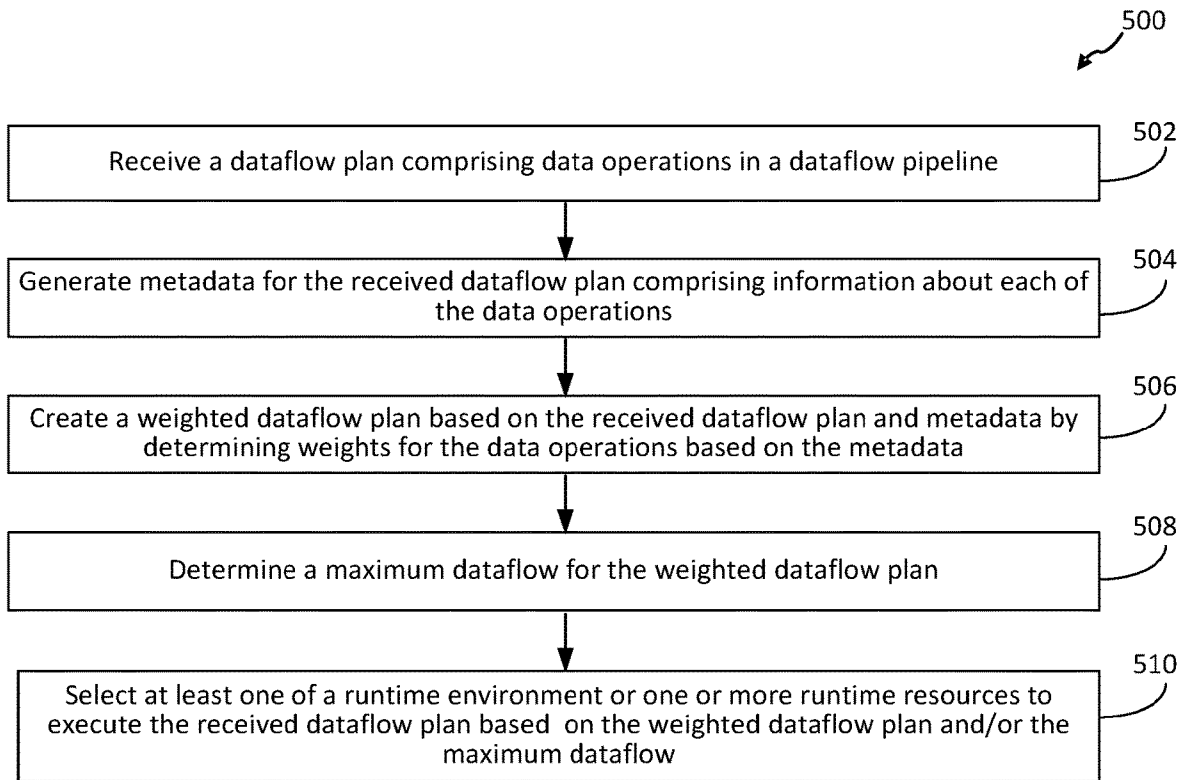 500
502
Receive a dataflow plan comprising data operations in a dataflow pipeline
504
Generate metadata for the received dataflow plan comprising information about each of
the data operations
506
Create a weighted dataflow plan based on the received dataflow plan and metadata by
determining weights for the data operations based on the metadata
508
Determine a maximum dataflow for the weighted dataflow plan
510
Select at least one of a runtime environment or one or more runtime resources to
execute the received dataflow plan based on the weighted dataflow plan and/or the
maximum dataflow